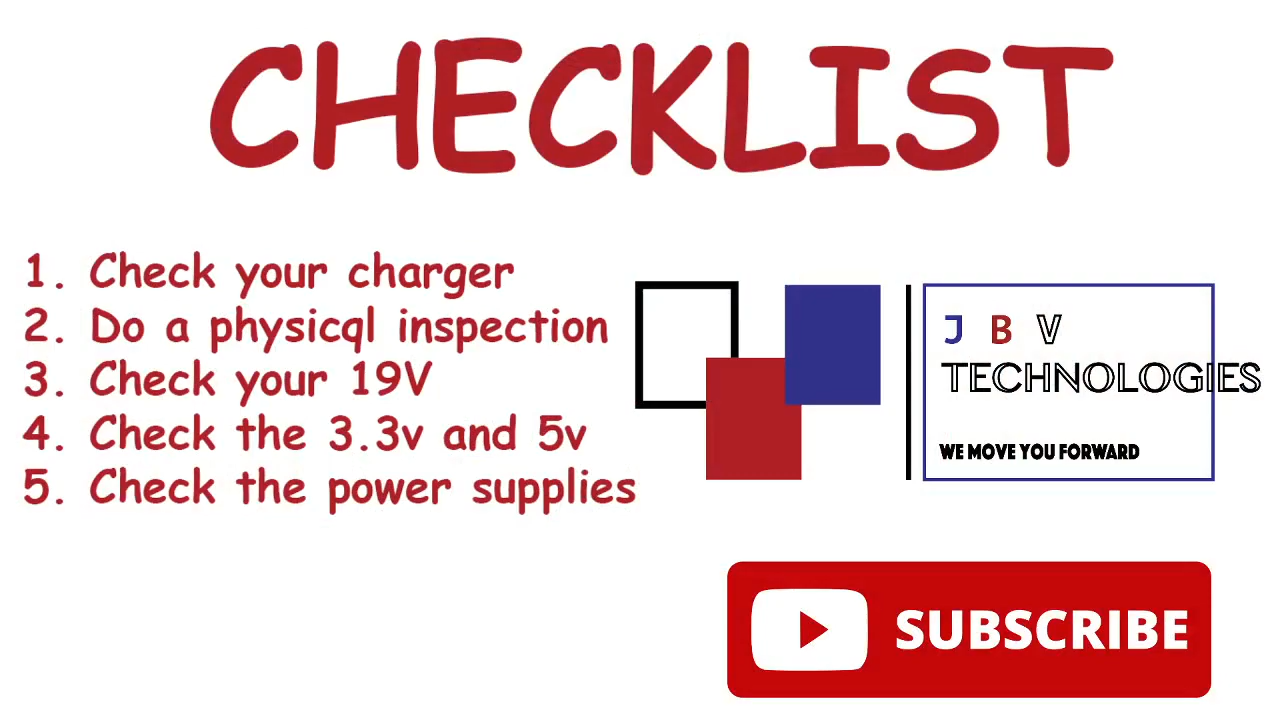 CHECKLIST
1. Check your charger
2. Do a physicql inspection
3. Check your 19V
4. Check the 3.3v and 5v
5. Check the power supplies
J B V
TECHNOLOGIES
WE MOVE YOU FORWARD
SUBSCRIBE